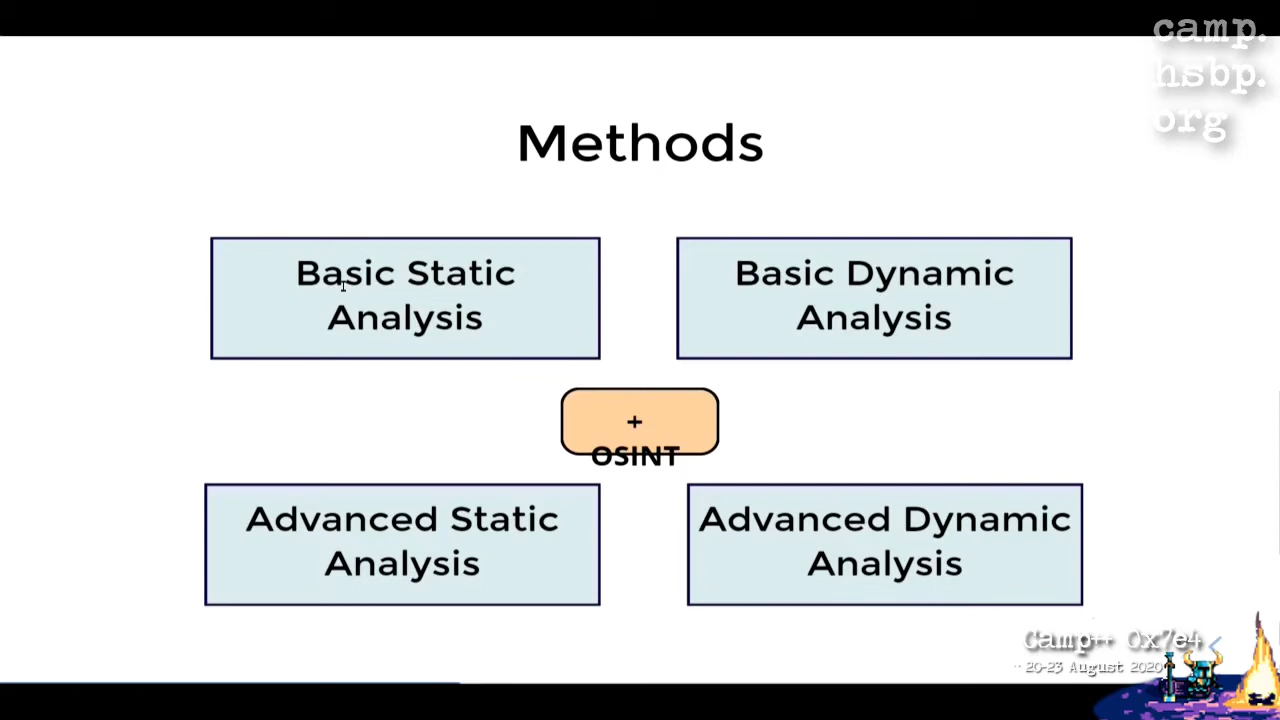 camp.
hsbp.
org
Methods
Basic Static
Analysis
Basic Dynamic
Analysis
+
OSINT
Advanced Static
Analysis
Advanced Dynamic
Analysis
Camp++ 0x7e4
20-23 August 2020